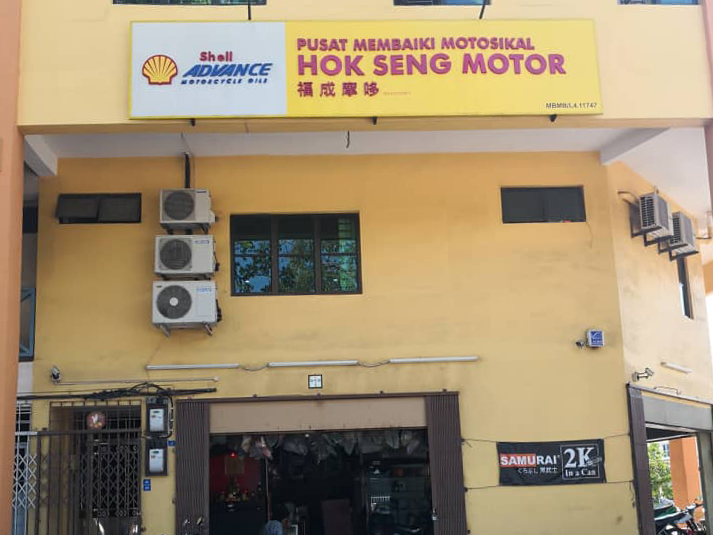 Shell
ADVANCE
MOTORCYCLE OILS
PUSAT MEMBAIKI MOTOSIKAL
HOK SENG MOTOR
福成摩哆
MBMB/L4.11747
SAMURAI
2K
In a Can